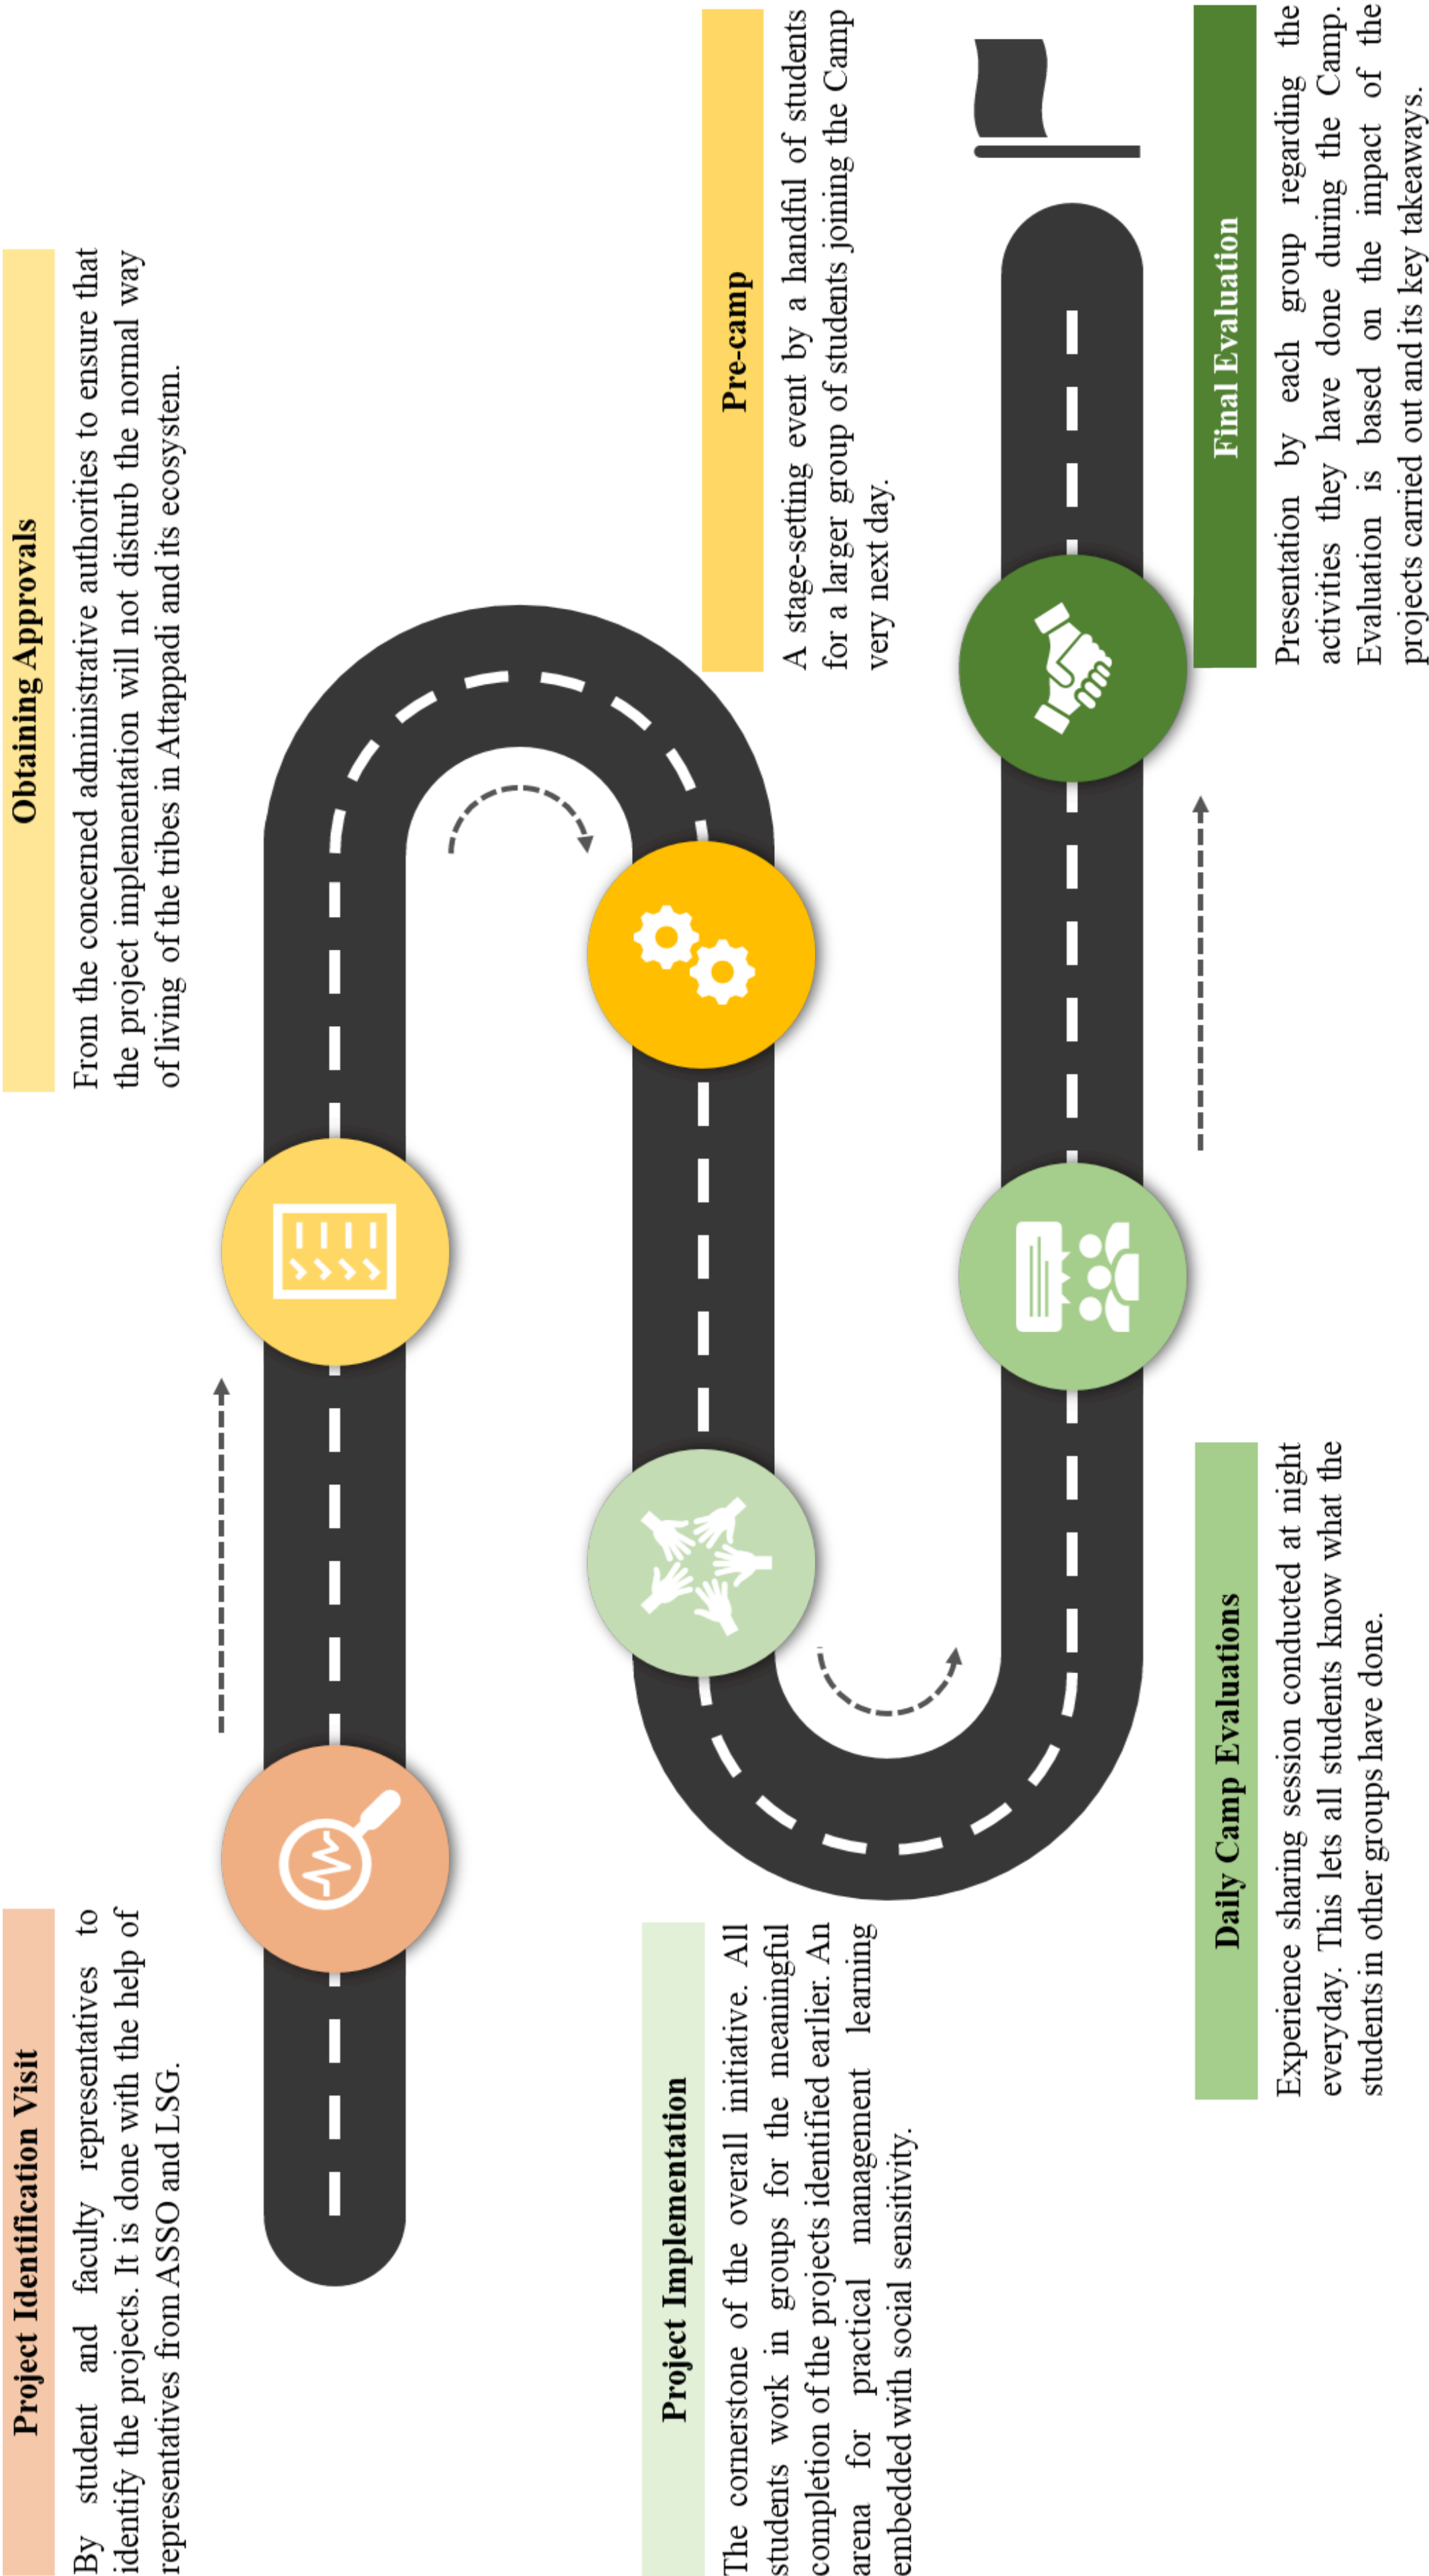 Project Identification Visit
By student and faculty representatives to
identify the projects. It is done with the help of
representatives from ASSO and LSG.
Obtaining Approvals
From the concerned administrative authorities to ensure that
the project implementation will not disturb the normal way
of living of the tribes in Attappadi and its ecosystem.
Pre-camp
A stage-setting event by a handful of students
for a larger group of students joining the Camp
very next day.
Project Implementation
The cornerstone of the overall initiative. All
students work in groups for the meaningful
completion of the projects identified earlier. An
arena for practical management learning
embedded with social sensitivity.
Daily Camp Evaluations
Experience sharing session conducted at night
everyday. This lets all students know what the
students in other groups have done.
Final Evaluation
Presentation by each group regarding the
activities they have done during the Camp.
Evaluation is based on the impact of the
projects carried out and its key takeaways.